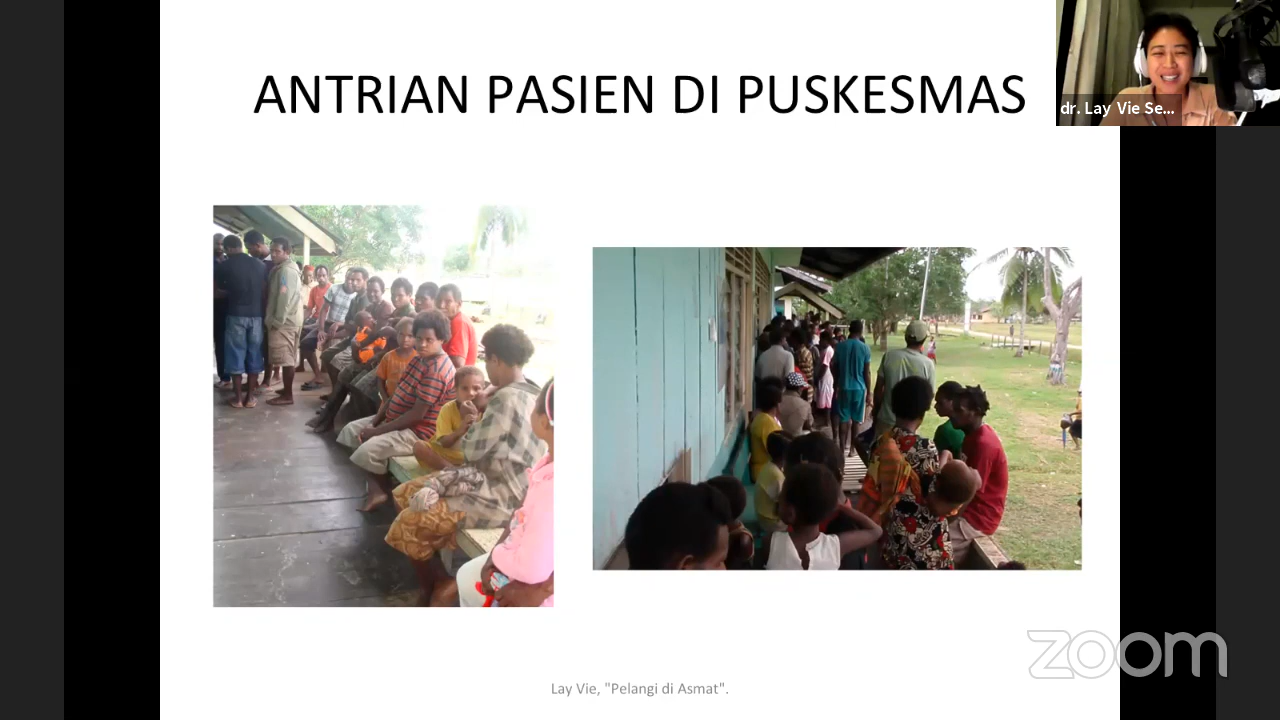 ANTRIAN PASIEN DI PUSKESMAS
dr. Lay Vie Se...
zoom
Lay Vie, "Pelangi di Asmat".